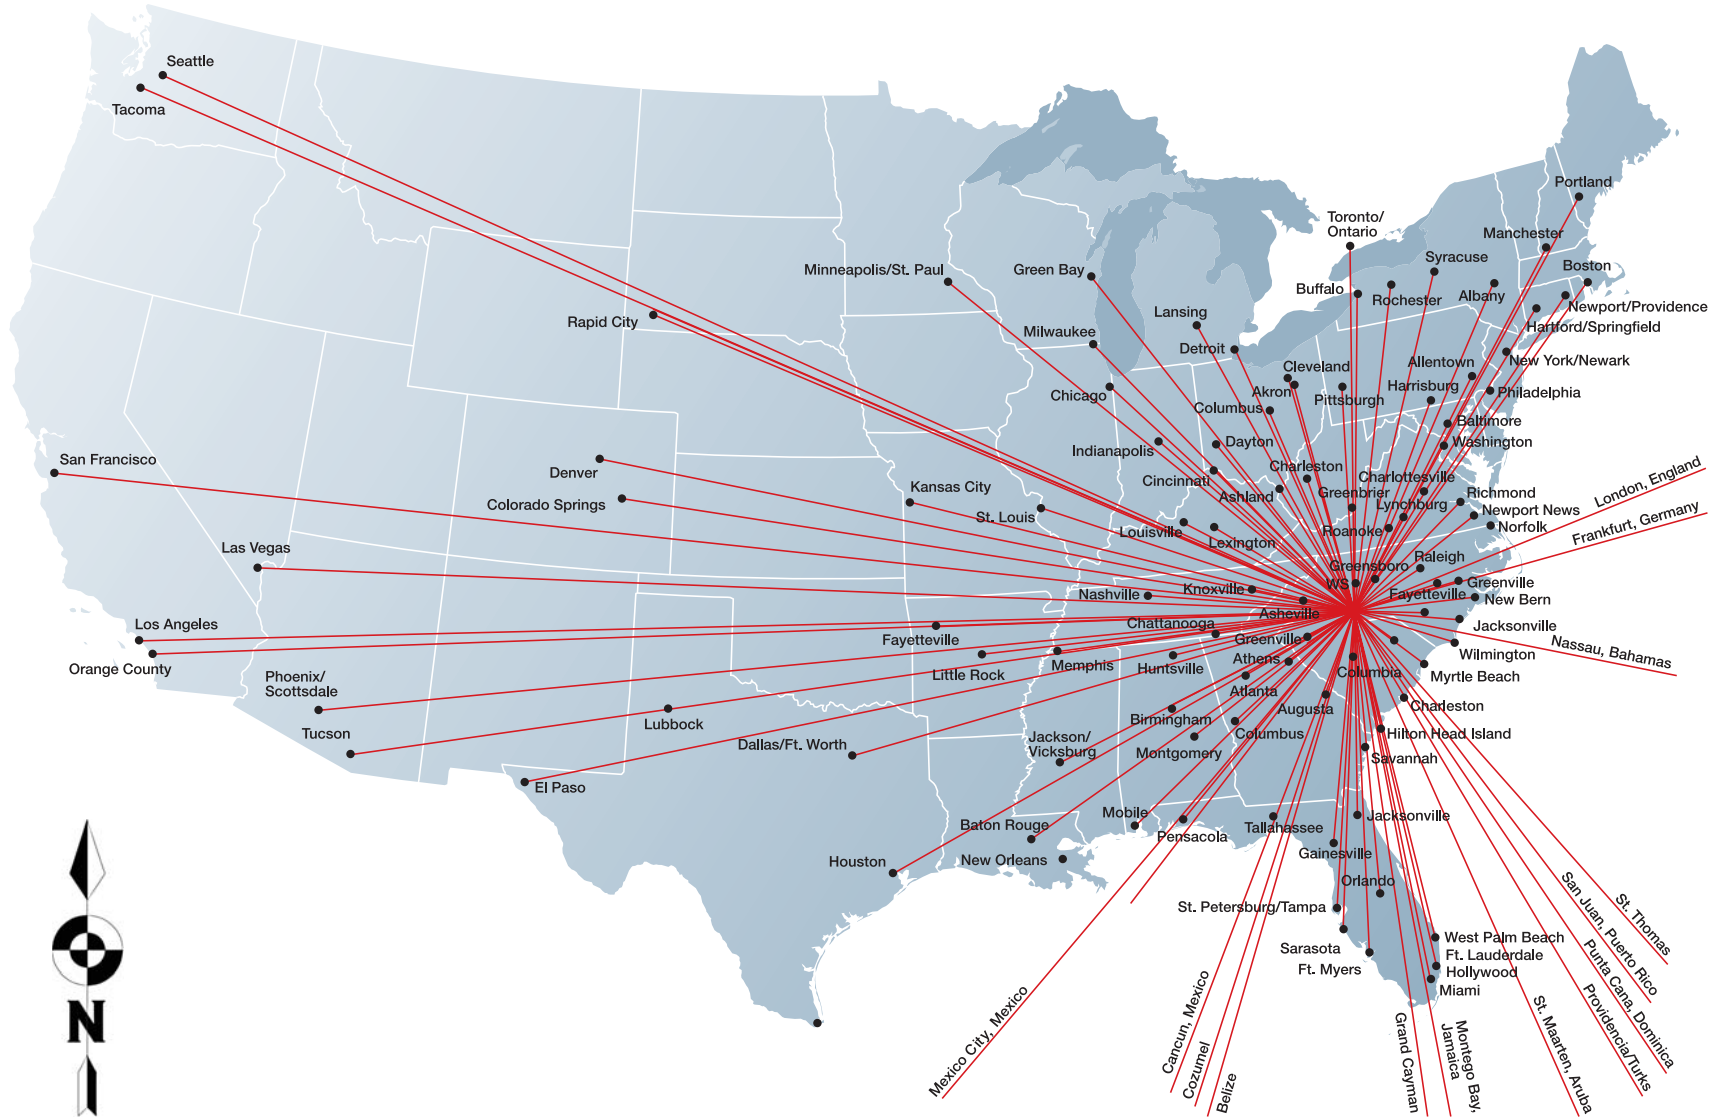 Seattle
Tacoma
Portland
Toronto/
Ontario
Manchester
Syracuse
Boston
Minneapolis/St. Paul
Green Bay
Buffalo
Rochester
Albany
Newport/Providence
Lansing
Rapid City
Hartford/Springfield
Milwaukee
Detroit
New York/Newark
Cleveland
Allentown
Chicago
Akron
Pittsburgh
Harrisburg
Philadelphia
Columbus
Baltimore
Indianapolis
Dayton
Washington
San Francisco
Denver
Charleston
Charlottesville
London, England
Cincinnati
Kansas City
Ashland
Greenbrier
Richmond
Colorado Springs
Lynchburg
Newport News
Frankfurt, Germany
St. Louis
Norfolk
Louisville
Roanoke
Lexington
Las Vegas
Raleigh
Greensboro
WS
Greenville
Knoxville
Nashville
Fayetteville
New Bern
Asheville
Los Angeles
Chattanooga
Fayetteville
Greenville
Jacksonville
Orange County
Memphis
Wilmington
Nassau, Bahamas
Little Rock
Huntsville
Athens
Columbia
Myrtle Beach
Phoenix/
Scottsdale
Atlanta
Charleston
Tucson
Lubbock
Birmingham
Augusta
Jackson/
Vicksburg
Columbus
Hilton Head Island
Dallas/Ft. Worth
Montgomery
Savannah
El Paso
Mobile
Jacksonville
Baton Rouge
Pensacola
Tallahassee
Gainesville
Houston
New Orleans
Orlando
St. Petersburg/Tampa
St. Thomas
San Juan, Puerto Rico
West Palm Beach
Sarasota
Ft. Lauderdale
Ft. Myers
Hollywood
Miami
Punta Cana, Dominica
Providencia/Turks
St. Maarten, Aruba
Mexico City, Mexico
Cancun, Mexico
Cozumel
Belize
Grand Cayman
Montego Bay,
Jamaica
N